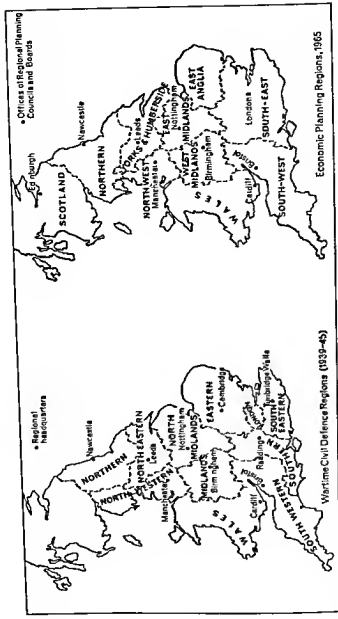 • Regional
headquarters
Newcastle
NORTHERN
NORTH EASTERN
Leeds
NORTH WESTERN
Manchester
NORTH
Nottingham
MIDLANDS
MIDLANDS
Birmingham
EASTERN
Cambridge
WALES
Cardiff
Bristol
Reading
LONDON
Tunbridge Wells
SOUTH
EASTERN
SOUTHERN
SOUTH WESTERN
Wartime Civil Defence Regions (1939-45)
• Offices of Regional Planning
Councils and Boards
Edinburgh
SCOTLAND
Newcastle
NORTHERN
YORKS &
HUMBERSIDE
Leeds
NORTH WEST
Manchester
EAST
Nottingham
MIDLANDS
WEST
MIDLANDS
Birmingham
EAST
ANGLIA
WALES
Cardiff
Bristol
London
SOUTH-EAST
SOUTH-WEST
Economic Planning Regions, 1965